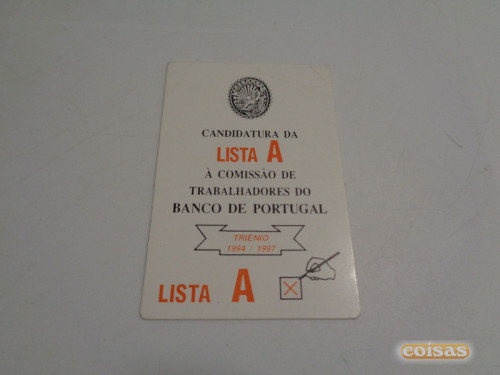 CANDIDATURA DA
LISTA A
À COMISSÃO DE
TRABALHADORES DO
BANCO DE PORTUGAL
TRIÉNIO
1994 / 1997
LISTA A
coisas